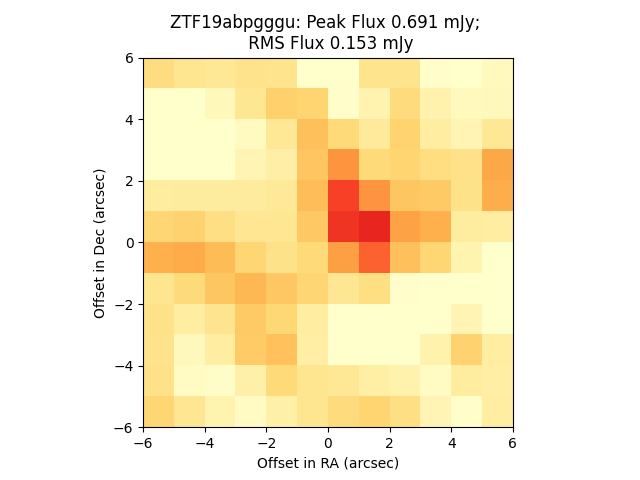 ZTF19abpgggu: Peak Flux 0.691 mJy;
RMS Flux 0.153 mJy
Offset in Dec (arcsec)
6
4
2
0
−2
−4
−6
−6 −4 −2 0 2 4 6
Offset in RA (arcsec)